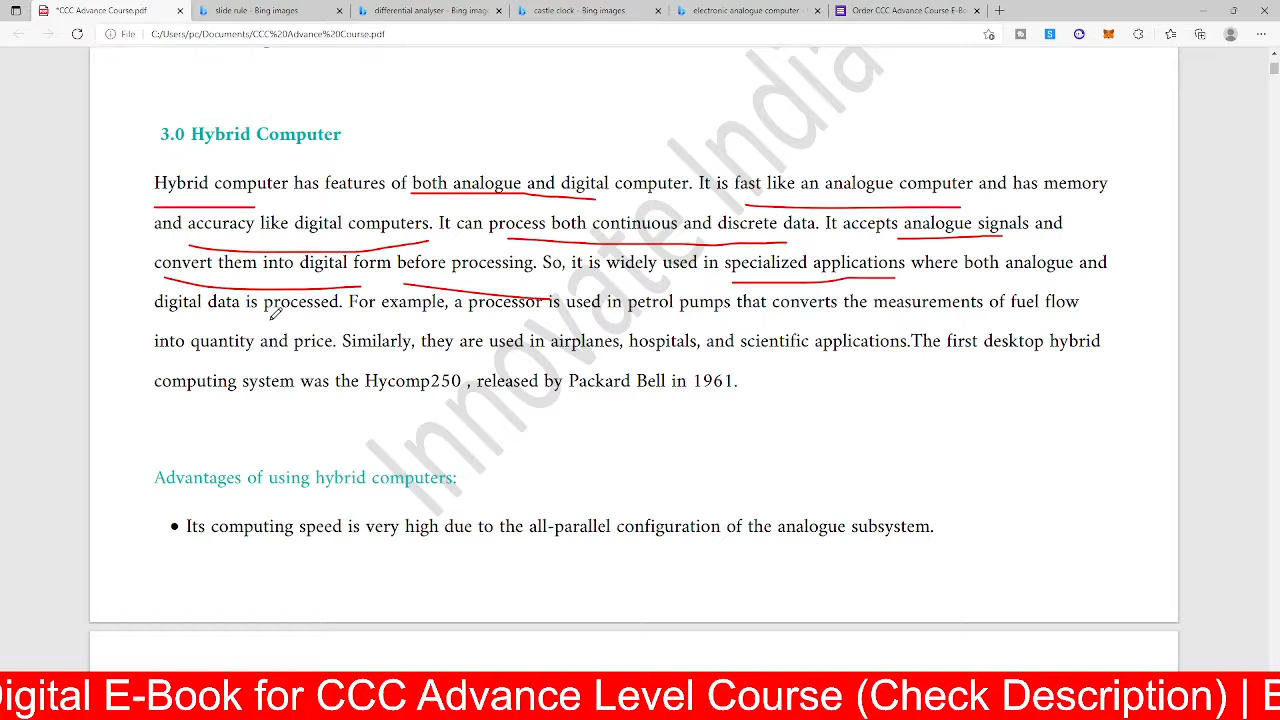 *CCC Advance Course.pdf
slide rule - Bing images
differential analyser - Bing imag
castle clock - Bing images
electronic analogue computer -
Order CCC Advance Course E-B
File
C:/Users/pc/Documents/CCC%20Advance%20Course.pdf
3.0 Hybrid Computer
Hybrid computer has features of both analogue and digital computer. It is fast like an analogue computer and has memory
and accuracy like digital computers. It can process both continuous and discrete data. It accepts analogue signals and
convert them into digital form before processing. So, it is widely used in specialized applications where both analogue and
digital data is processed. For example, a processor is used in petrol pumps that converts the measurements of fuel flow
into quantity and price. Similarly, they are used in airplanes, hospitals, and scientific applications.The first desktop hybrid
computing system was the Hycomp250 , released by Packard Bell in 1961.
Advantages of using hybrid computers:
• Its computing speed is very high due to the all-parallel configuration of the analogue subsystem.
Innovate India
Digital E-Book for CCC Advance Level Course (Check Description) | E